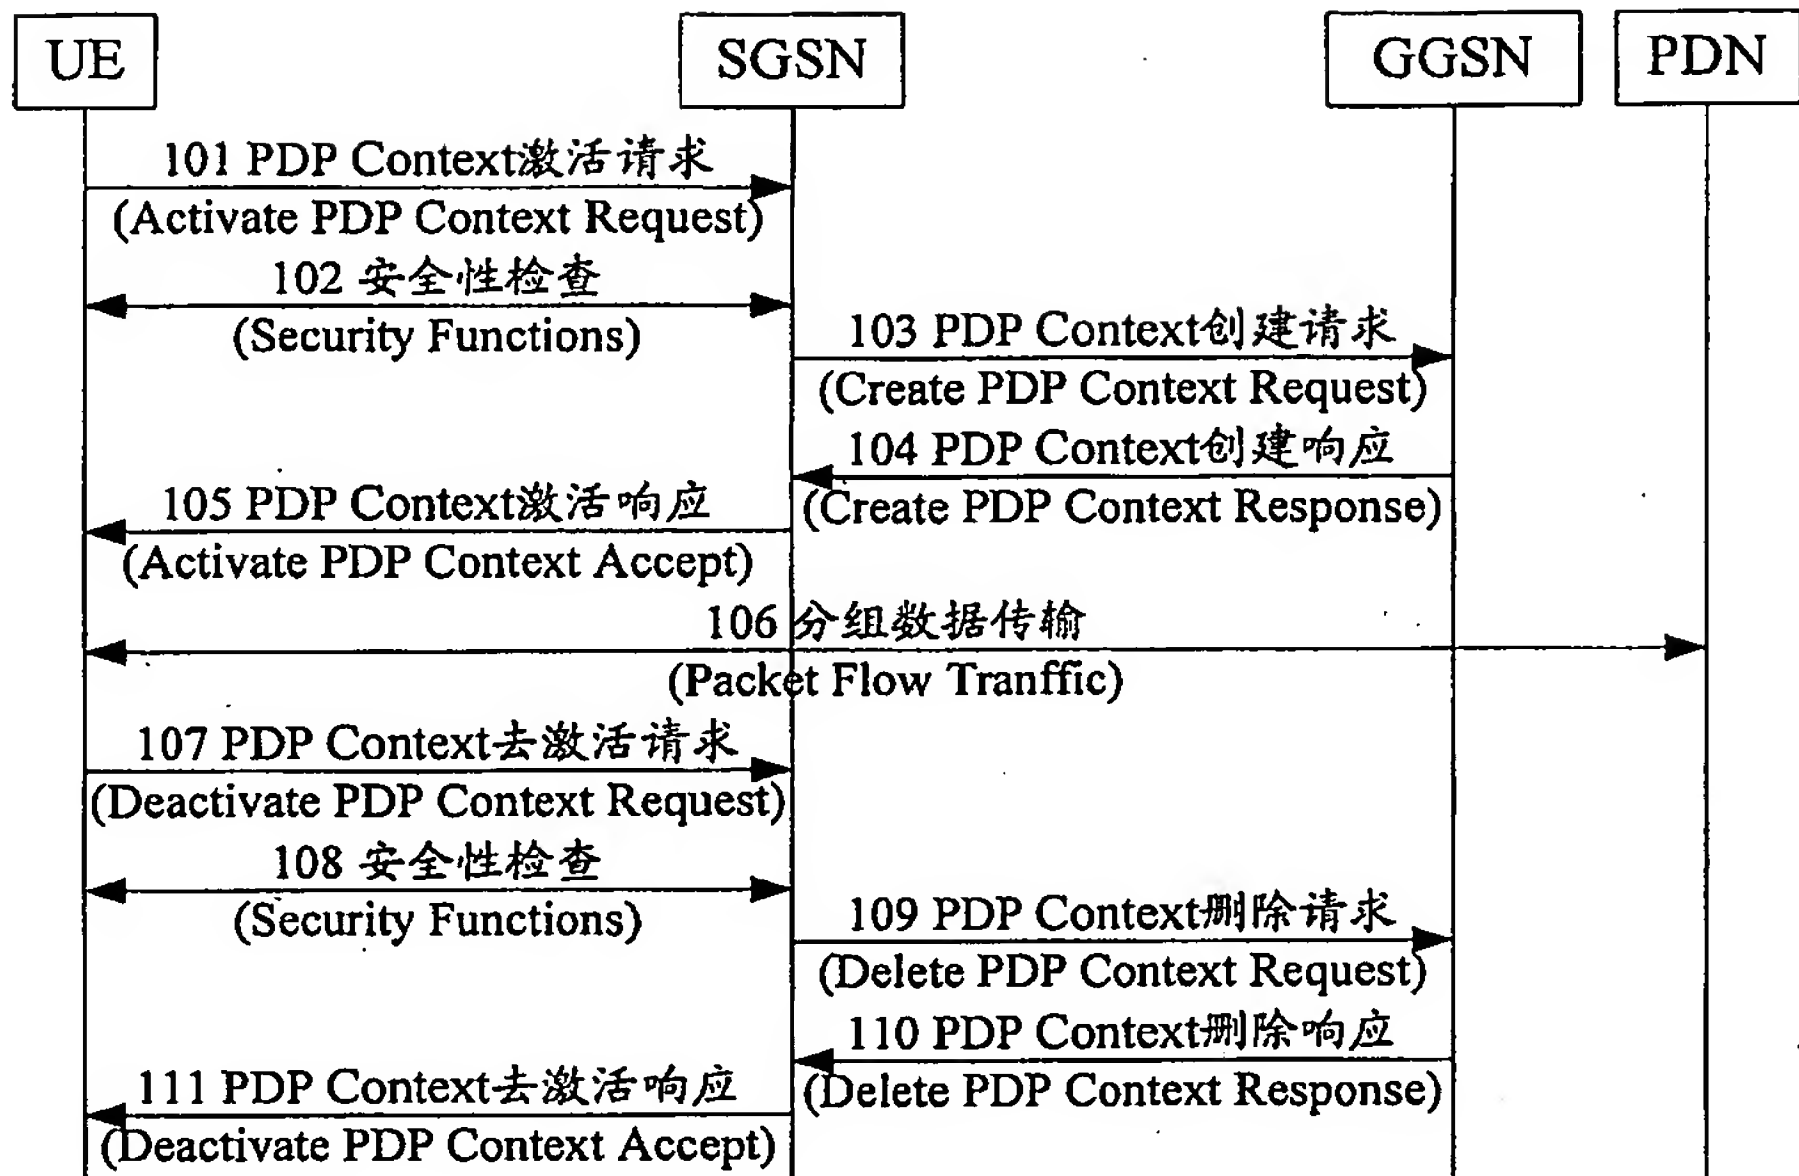 UE
SGSN
GGSN
PDN
101 PDP Context激活请求
(Activate PDP Context Request)
102 安全性检查
(Security Functions)
103 PDP Context创建请求
(Create PDP Context Request)
104 PDP Context创建响应
(Create PDP Context Response)
105 PDP Context激活响应
(Activate PDP Context Accept)
106 分组数据传输
(Packet Flow Tranffic)
107 PDP Context去激活请求
(Deactivate PDP Context Request)
108 安全性检查
(Security Functions)
109 PDP Context删除请求
(Delete PDP Context Request)
110 PDP Context删除响应
(Delete PDP Context Response)
111 PDP Context去激活响应
(Deactivate PDP Context Accept)